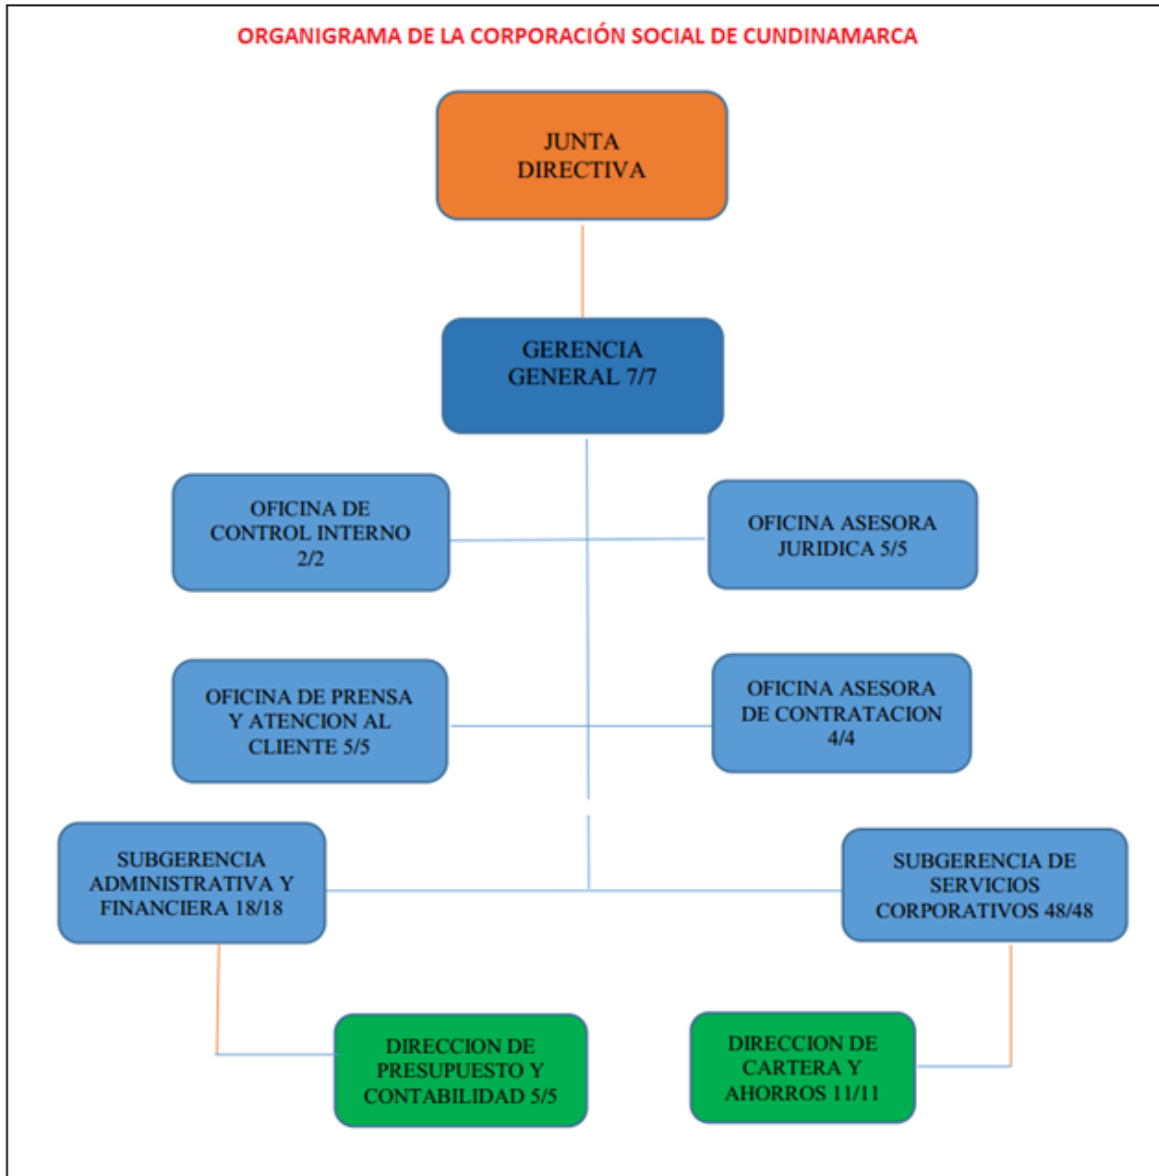 ORGANIGRAMA DE LA CORPORACIÓN SOCIAL DE CUNDINAMARCA
JUNTA
DIRECTIVA
GERENCIA
GENERAL 7/7
OFICINA DE
CONTROL INTERNO
2/2
OFICINA ASESORA
JURIDICA 5/5
OFICINA DE PRENSA
Y ATENCION AL
CLIENTE 5/5
OFICINA ASESORA
DE CONTRATACION
4/4
SUBGERENCIA
ADMINISTRATIVA Y
FINANCIERA 18/18
SUBGERENCIA DE
SERVICIOS
CORPORATIVOS 48/48
DIRECCION DE
PRESUPUESTO Y
CONTABILIDAD 5/5
DIRECCION DE
CARTERA Y
AHORROS 11/11